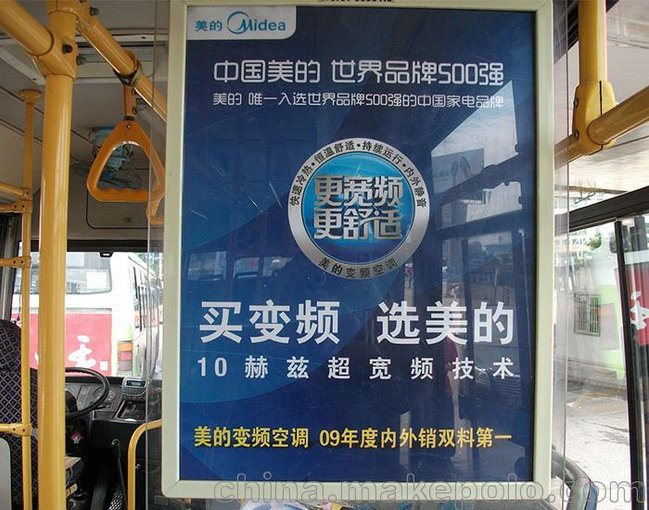 美的 Midea
中国美的 世界品牌500强
美的 唯一入选世界品牌500强的中国家电品牌
快速冷热·恒温舒适·持续运行·内外静音
更宽频
更舒适
美的变频空调
买变频 选美的
10赫兹超宽频技术
美的变频空调 09年度内外销双料第一
china.makepolo.com